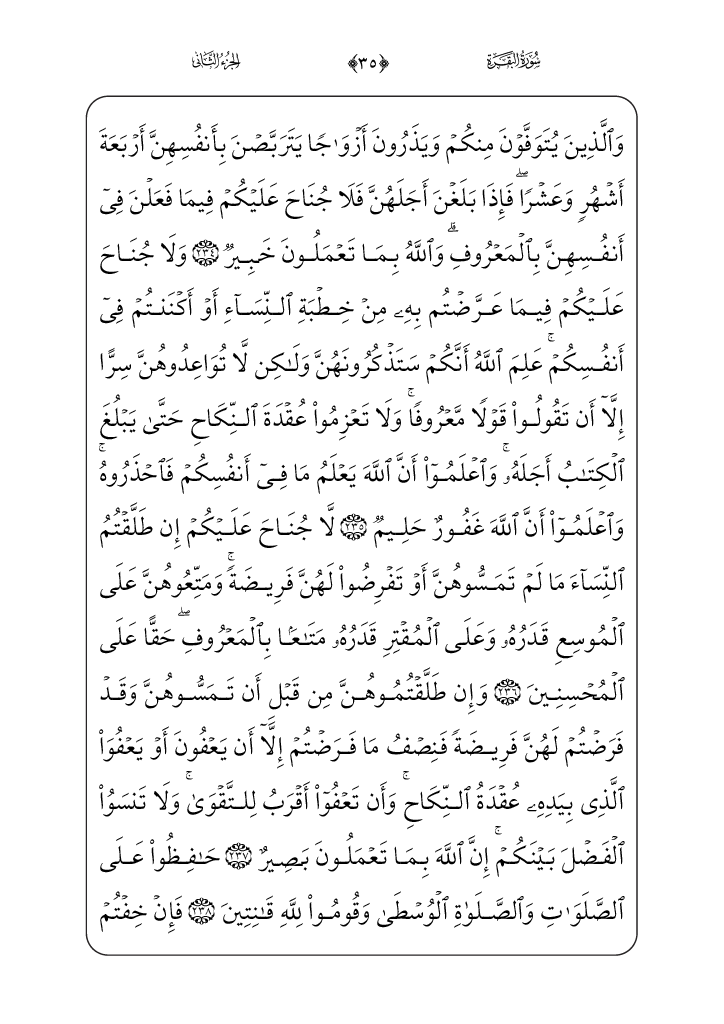 سُورَةُ البَقَرَةِ ﴿٣٥﴾ الجُزْءُ الثَّانِي
وَٱلَّذِينَ يُتَوَفَّوۡنَ مِنكُمۡ وَيَذَرُونَ أَزۡوَٰجٗا يَتَرَبَّصۡنَ بِأَنفُسِهِنَّ أَرۡبَعَةَ
أَشۡهُرٖ وَعَشۡرٗاۖ فَإِذَا بَلَغۡنَ أَجَلَهُنَّ فَلَا جُنَاحَ عَلَيۡكُمۡ فِيمَا فَعَلۡنَ فِيٓ
أَنفُسِهِنَّ بِٱلۡمَعۡرُوفِۗ وَٱللَّهُ بِمَا تَعۡمَلُونَ خَبِيرٞ ٢٣٤ وَلَا جُنَاحَ
عَلَيۡكُمۡ فِيمَا عَرَّضۡتُم بِهِۦ مِنۡ خِطۡبَةِ ٱلنِّسَآءِ أَوۡ أَكۡنَنتُمۡ فِيٓ
أَنفُسِكُمۡۚ عَلِمَ ٱللَّهُ أَنَّكُمۡ سَتَذۡكُرُونَهُنَّ وَلَٰكِن لَّا تُوَاعِدُوهُنَّ سِرًّا
إِلَّآ أَن تَقُولُواْ قَوۡلٗا مَّعۡرُوفٗاۚ وَلَا تَعۡزِمُواْ عُقۡدَةَ ٱلنِّكَاحِ حَتَّىٰ يَبۡلُغَ
ٱلۡكِتَٰبُ أَجَلَهُۥۚ وَٱعۡلَمُوٓاْ أَنَّ ٱللَّهَ يَعۡلَمُ مَا فِيٓ أَنفُسِكُمۡ فَٱحۡذَرُوهُۚ
وَٱعۡلَمُوٓاْ أَنَّ ٱللَّهَ غَفُورٌ حَلِيمٞ ٢٣٥ لَّا جُنَاحَ عَلَيۡكُمۡ إِن طَلَّقۡتُمُ
ٱلنِّسَآءَ مَا لَمۡ تَمَسُّوهُنَّ أَوۡ تَفۡرِضُواْ لَهُنَّ فَرِيضَةٗۚ وَمَتِّعُوهُنَّ عَلَى
ٱلۡمُوسِعِ قَدَرُهُۥ وَعَلَى ٱلۡمُقۡتِرِ قَدَرُهُۥ مَتَٰعَۢا بِٱلۡمَعۡرُوفِۖ حَقًّا عَلَى
ٱلۡمُحۡسِنِينَ ٢٣٦ وَإِن طَلَّقۡتُمُوهُنَّ مِن قَبۡلِ أَن تَمَسُّوهُنَّ وَقَدۡ
فَرَضۡتُمۡ لَهُنَّ فَرِيضَةٗ فَنِصۡفُ مَا فَرَضۡتُمۡ إِلَّآ أَن يَعۡفُونَ أَوۡ يَعۡفُوَاْ
ٱلَّذِي بِيَدِهِۦ عُقۡدَةُ ٱلنِّكَاحِۚ وَأَن تَعۡفُوٓاْ أَقۡرَبُ لِلتَّقۡوَىٰۚ وَلَا تَنسَوُاْ
ٱلۡفَضۡلَ بَيۡنَكُمۡۚ إِنَّ ٱللَّهَ بِمَا تَعۡمَلُونَ بَصِيرٌ ٢٣٧ حَٰفِظُواْ عَلَى
ٱلصَّلَوَٰتِ وَٱلصَّلَوٰةِ ٱلۡوُسۡطَىٰ وَقُومُواْ لِلَّهِ قَٰنِتِينَ ٢٣٨ فَإِنۡ خِفۡتُمۡ